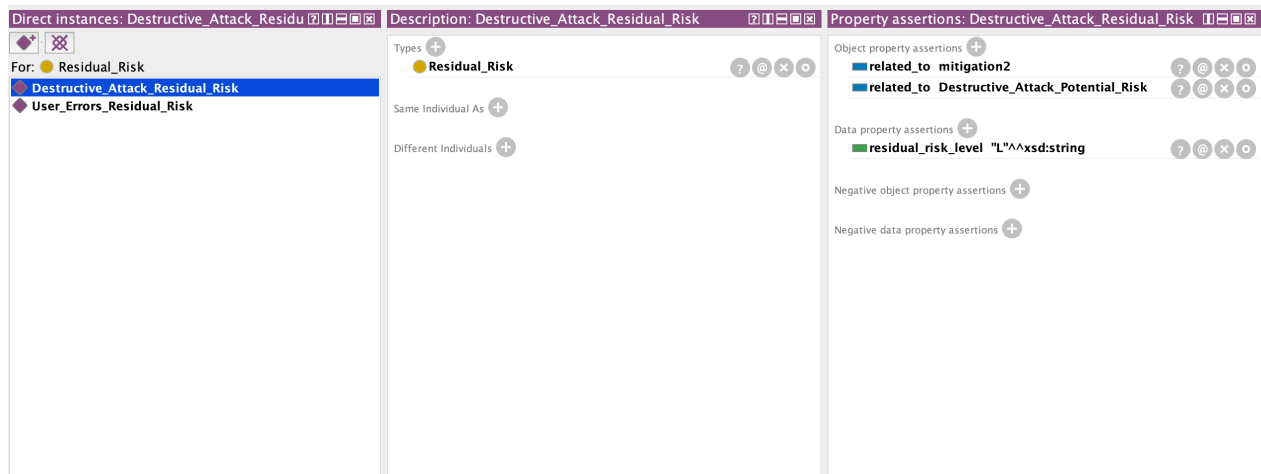 Direct instances: Destructive_Attack_Residu
For: Residual_Risk
Destructive_Attack_Residual_Risk
User_Errors_Residual_Risk
Description: Destructive_Attack_Residual_Risk
Types
Residual_Risk
Same Individual As
Different Individuals
Property assertions: Destructive_Attack_Residual_Risk
Object property assertions
related_to mitigation2
related_to Destructive_Attack_Potential_Risk
Data property assertions
residual_risk_level "L"^^xsd:string
Negative object property assertions
Negative data property assertions